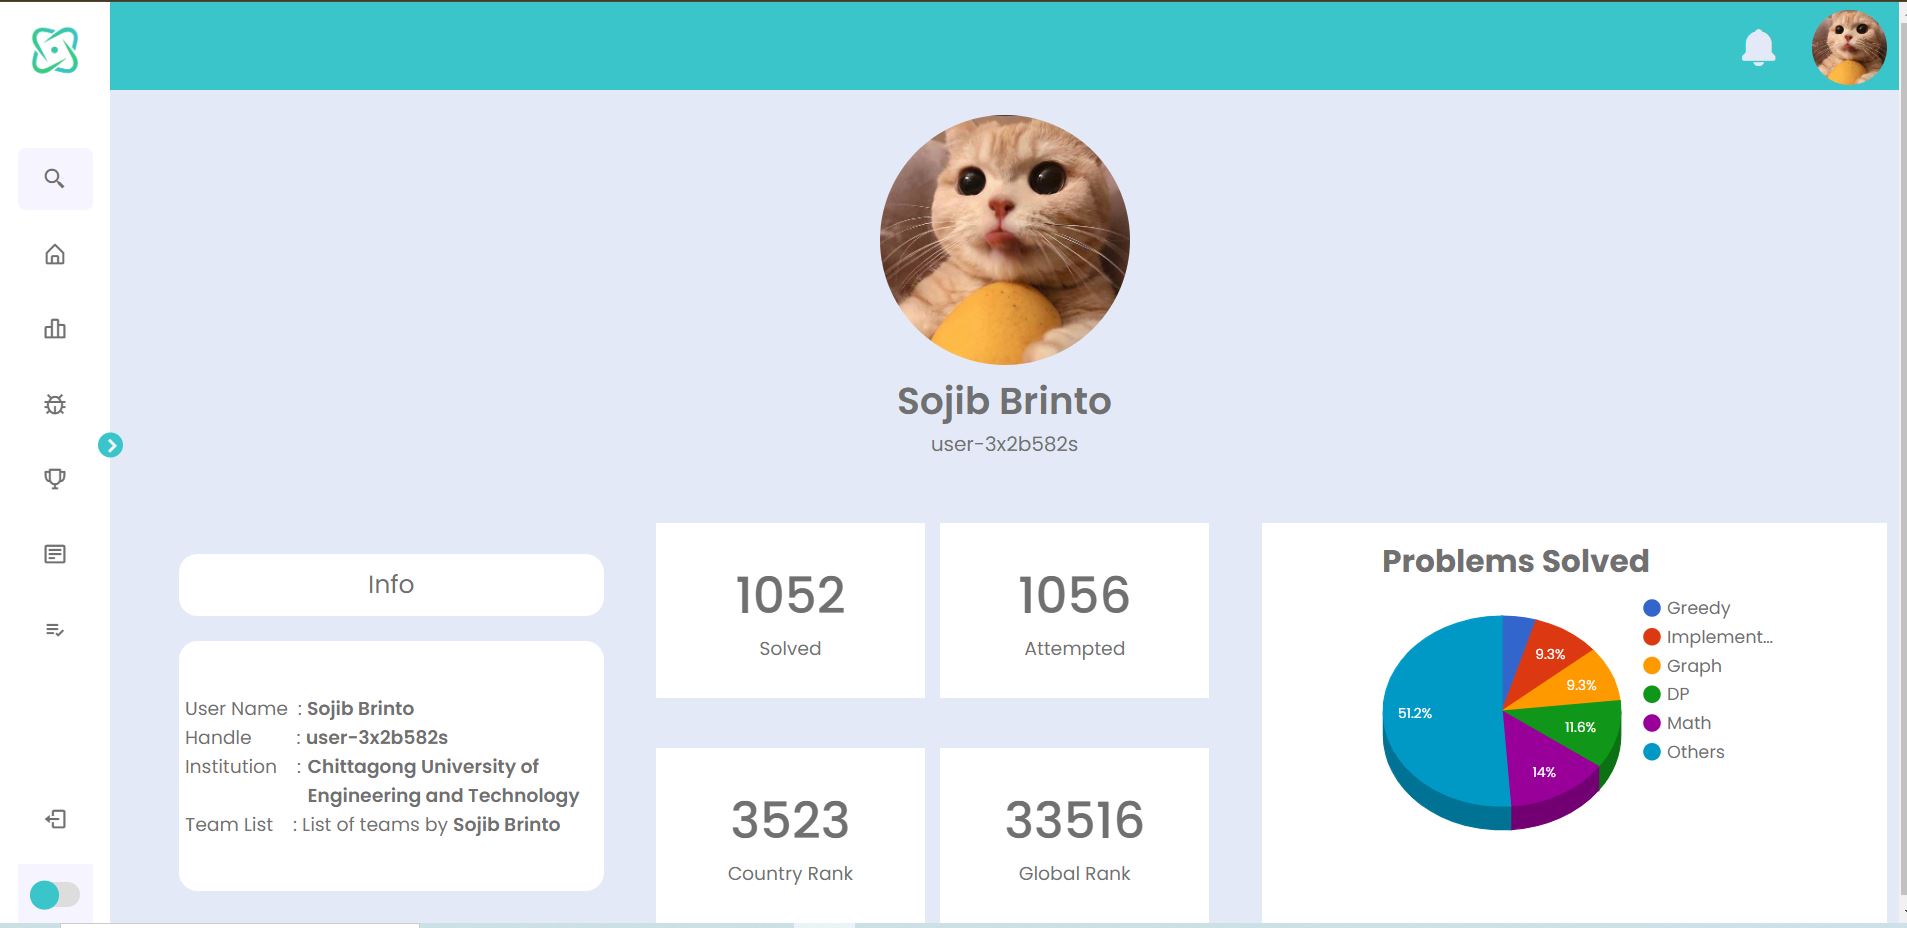 Sojib Brinto
user-3x2b582s
Info
User Name : Sojib Brinto
Handle : user-3x2b582s
Institution : Chittagong University of
Engineering and Technology
Team List : List of teams by Sojib Brinto
1052
Solved
1056
Attempted
3523
Country Rank
33516
Global Rank
Problems Solved
9.3%
9.3%
11.6%
14%
51.2%
Greedy
Implement...
Graph
DP
Math
Others